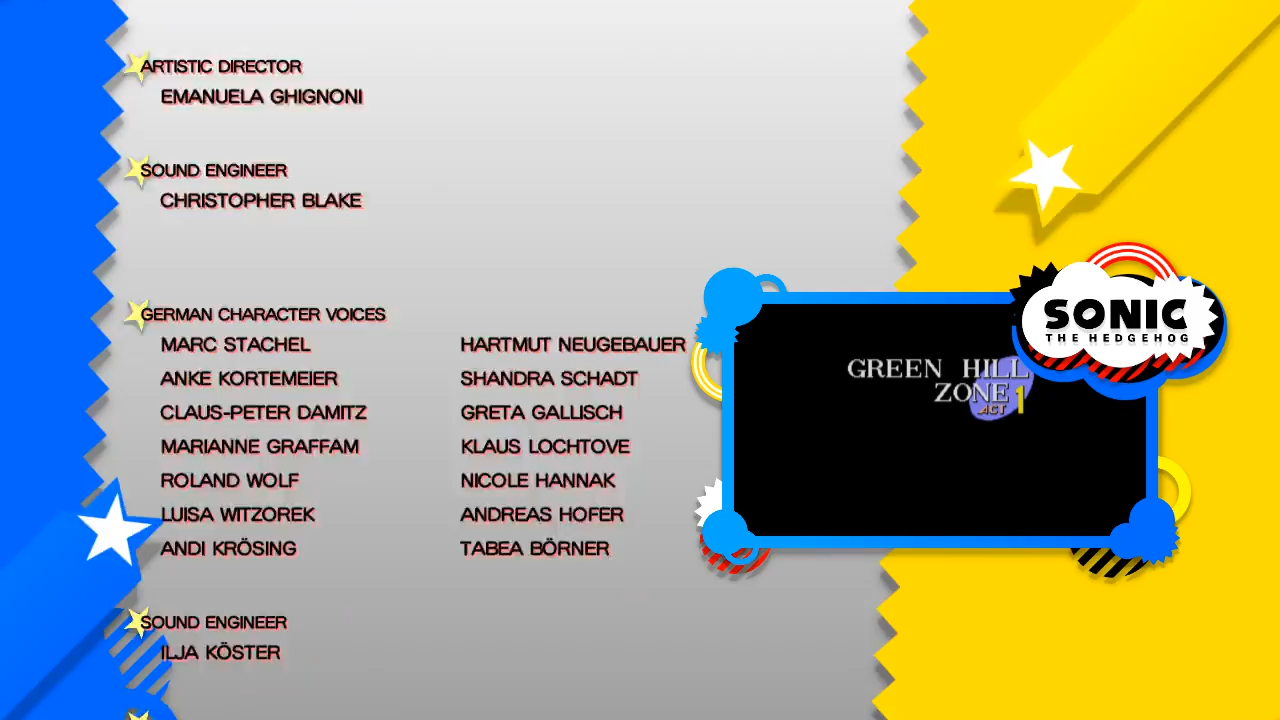 ARTISTIC DIRECTOR
EMANUELA GHIGNONI
SOUND ENGINEER
CHRISTOPHER BLAKE
GERMAN CHARACTER VOICES
MARC STACHEL HARTMUT NEUGEBAUER
ANKE KORTEMEIER SHANDRA SCHADT
CLAUS-PETER DAMITZ GRETA GALLISCH
MARIANNE GRAFFAM KLAUS LOCHTOVE
ROLAND WOLF NICOLE HANNAK
LUISA WITZOREK ANDREAS HOFER
ANDI KRÖSING TABEA BÖRNER
SOUND ENGINEER
ILJA KÖSTER
SONIC
THE HEDGEHOG
GREEN HILL
ZONE
ACT 1